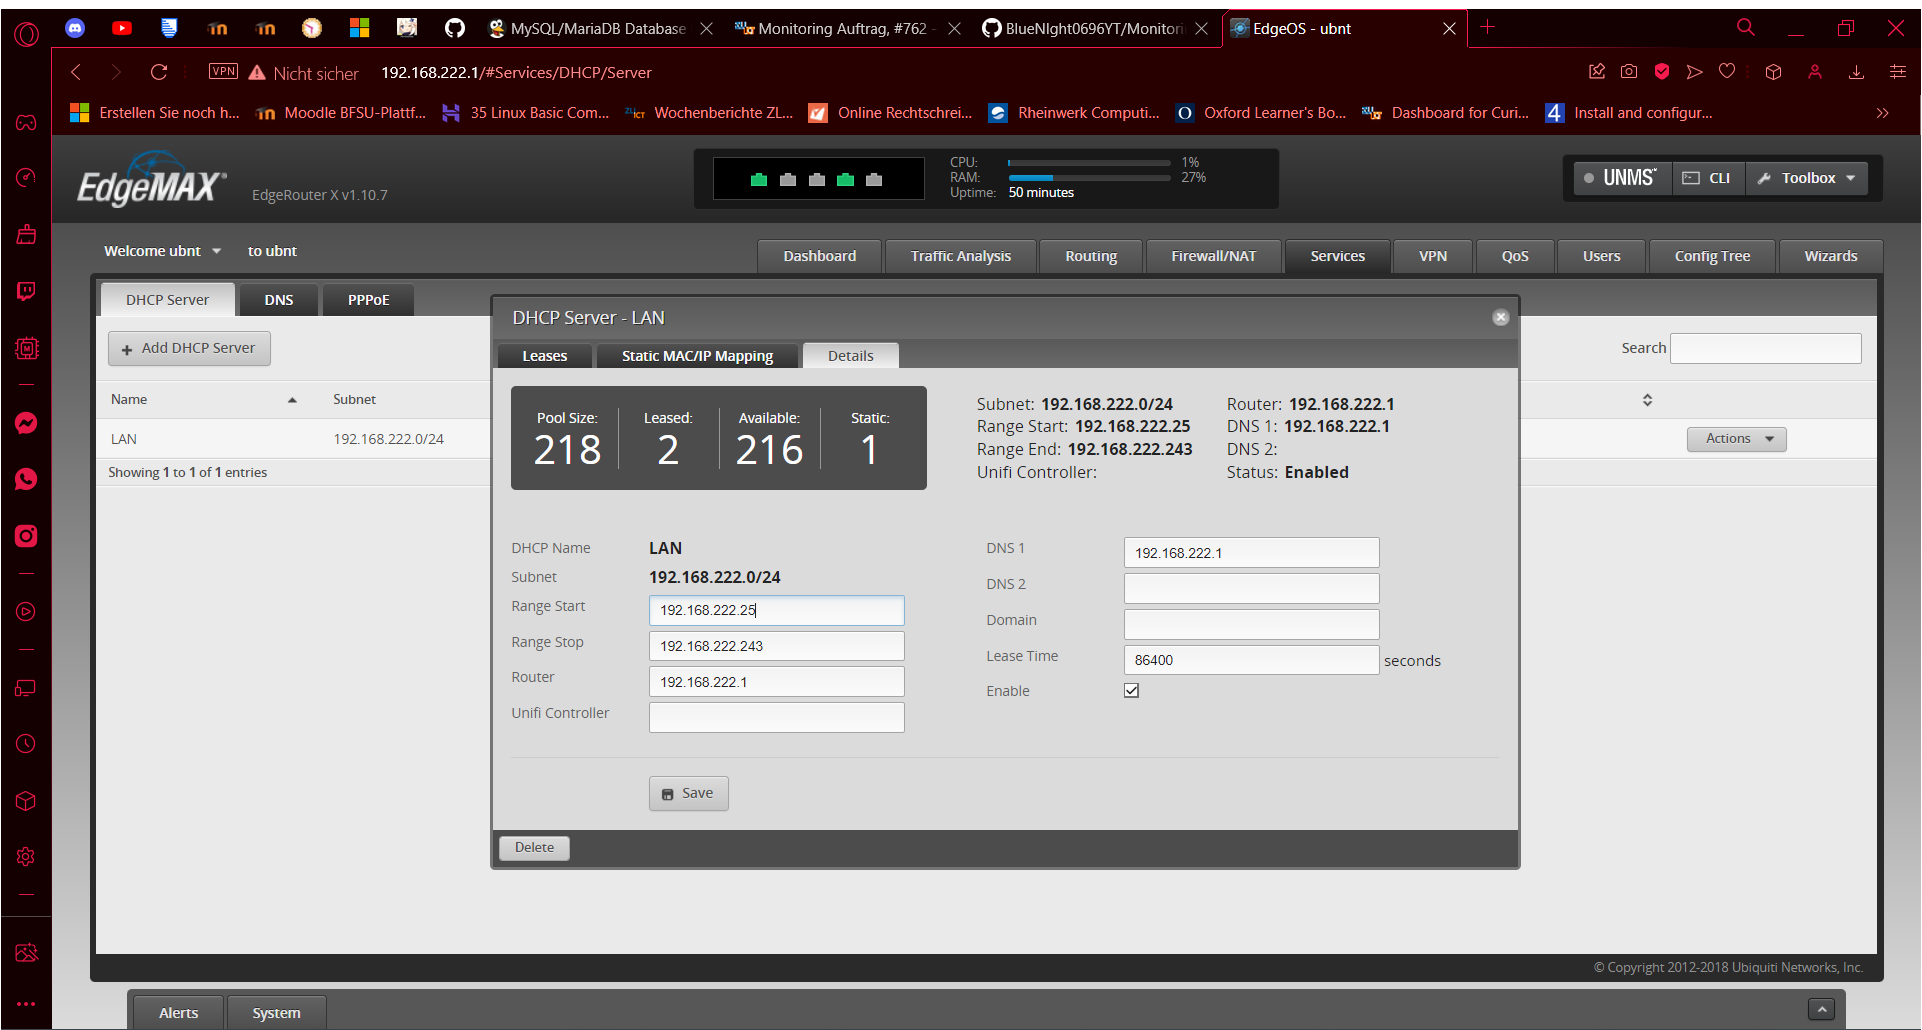 MySQL/MariaDB Database
Monitoring Auftrag, #762 -
BlueNIght0696YT/Monitori
EdgeOS - ubnt
VPN
Nicht sicher
192.168.222.1/#Services/DHCP/Server
Erstellen Sie noch h...
Moodle BFSU-Plattf...
35 Linux Basic Com...
Wochenberichte ZL...
Online Rechtschrei...
Rheinwerk Computi...
Oxford Learner's Bo...
Dashboard for Curi...
4
Install and configur...
EdgeMAX
EdgeRouter X v1.10.7
CPU: 1%
RAM: 27%
Uptime: 50 minutes
UNMS
CLI
Toolbox
Welcome ubnt
to ubnt
Dashboard
Traffic Analysis
Routing
Firewall/NAT
Services
VPN
QoS
Users
Config Tree
Wizards
DHCP Server
DNS
PPPoE
Add DHCP Server
Search
Name
Subnet
LAN
192.168.222.0/24
Actions
Showing 1 to 1 of 1 entries
DHCP Server - LAN
Leases
Static MAC/IP Mapping
Details
Pool Size:
218
Leased:
2
Available:
216
Static:
1
Subnet: 192.168.222.0/24
Range Start: 192.168.222.25
Range End: 192.168.222.243
Unifi Controller:
Router: 192.168.222.1
DNS 1: 192.168.222.1
DNS 2:
Status: Enabled
DHCP Name LAN
Subnet 192.168.222.0/24
Range Start 192.168.222.25
Range Stop 192.168.222.243
Router 192.168.222.1
Unifi Controller
DNS 1 192.168.222.1
DNS 2
Domain
Lease Time 86400 seconds
Enable
Save
Delete
© Copyright 2012-2018 Ubiquiti Networks, Inc.
Alerts
System